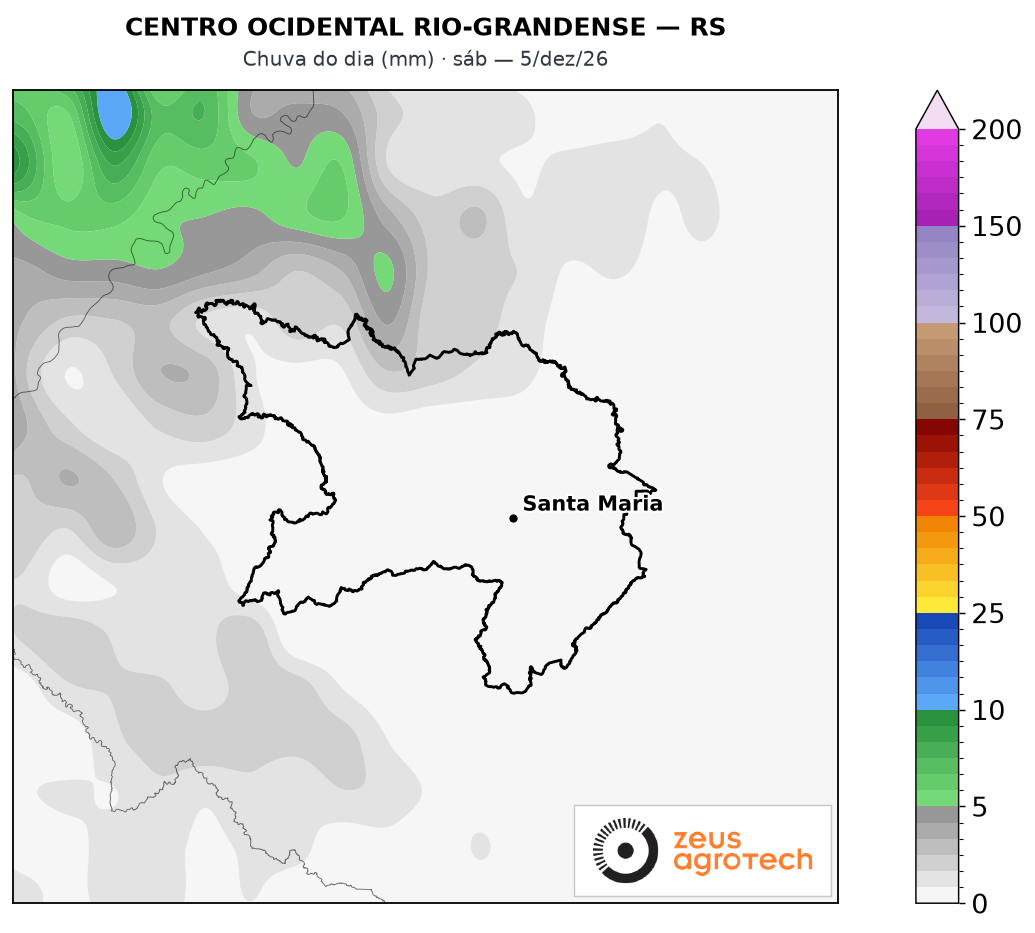 CENTRO OCIDENTAL RIO-GRANDENSE — RS
Chuva do dia (mm) · sáb — 5/dez/26
200
150
100
75
50
25
10
5
0
Santa Maria
zeus
agrotech